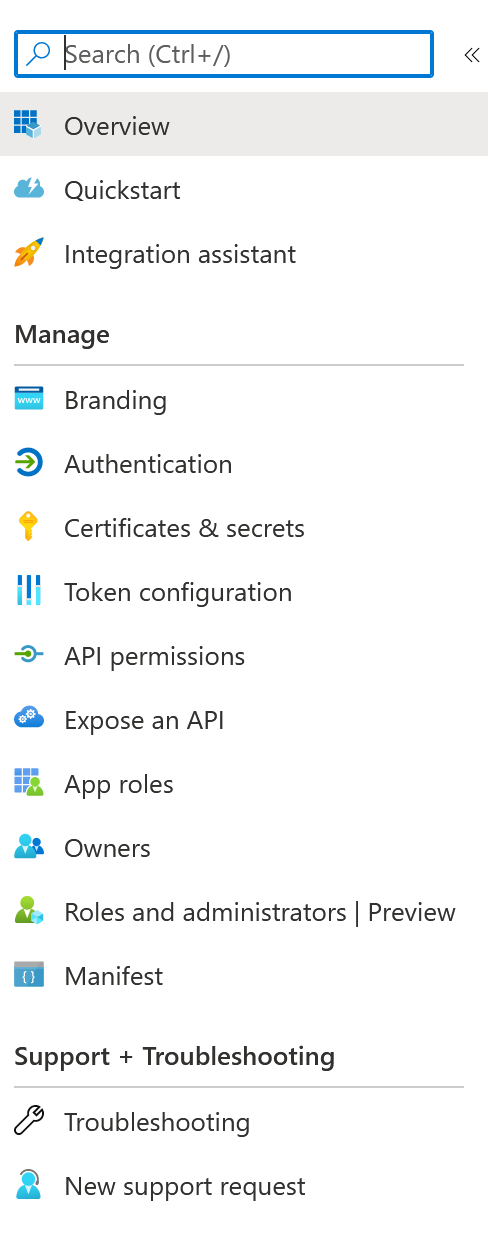 Search (Ctrl+/)
Overview
Quickstart
Integration assistant
Manage
www
Branding
Authentication
Certificates & secrets
Token configuration
API permissions
Expose an API
App roles
Owners
Roles and administrators | Preview
{ }
Manifest
Support + Troubleshooting
Troubleshooting
New support request